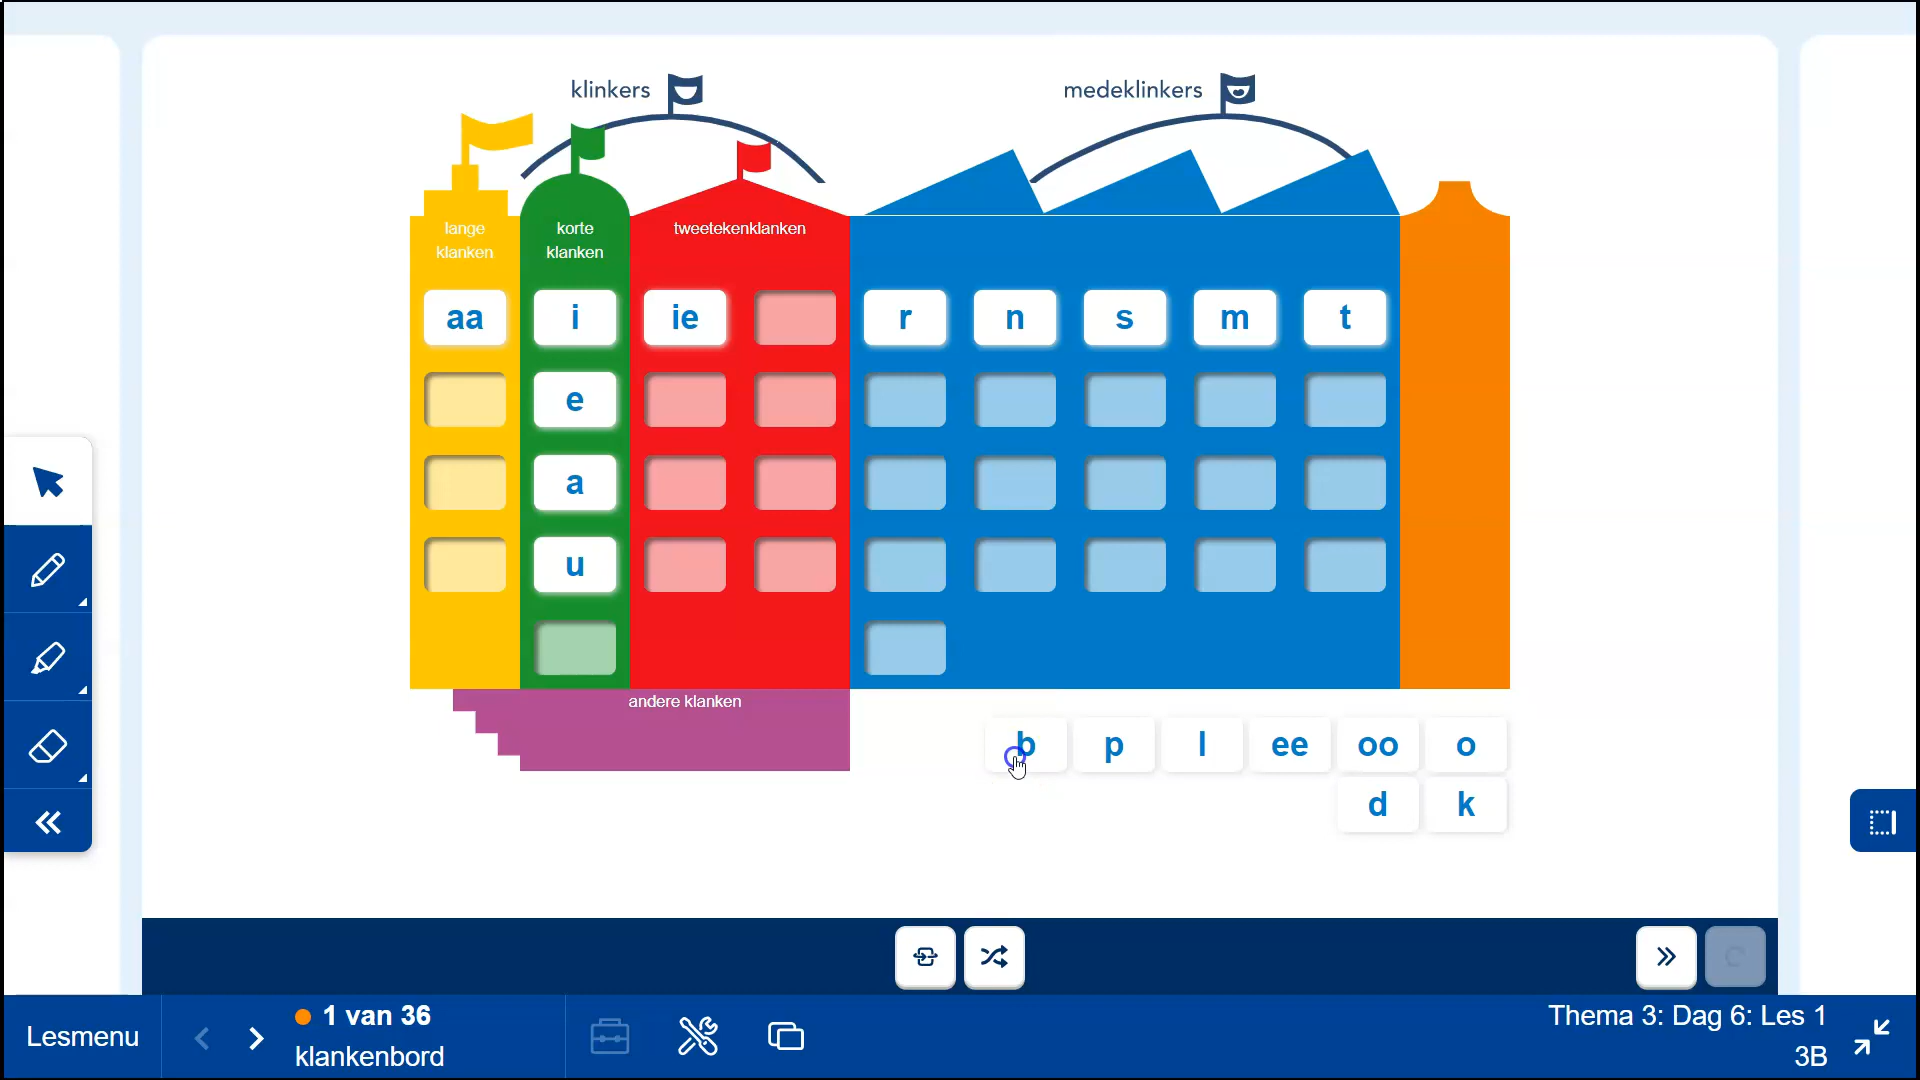 klinkers
medeklinkers
lange
klanken
korte
klanken
tweetekenklanken
aa i ie r n s m t
e
a
u
andere klanken
b p l ee oo o
d k
Lesmenu
1 van 36
klankenbord
Thema 3: Dag 6: Les 1
3B